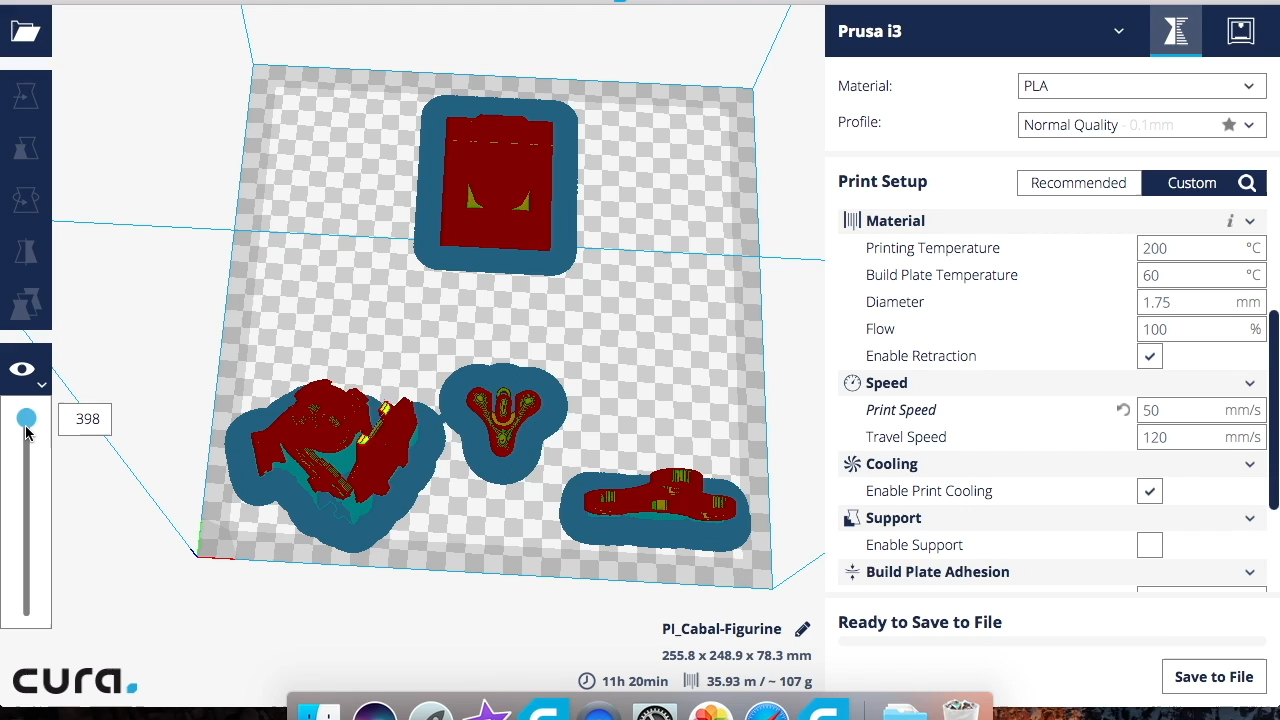 Prusa i3
Material:
PLA
Profile:
Normal Quality - 0.1mm
Print Setup
Recommended
Custom
Material
i
Printing Temperature
200 °C
Build Plate Temperature
60 °C
Diameter
1.75 mm
Flow
100 %
Enable Retraction
Speed
Print Speed
50 mm/s
Travel Speed
120 mm/s
Cooling
Enable Print Cooling
Support
Enable Support
Build Plate Adhesion
398
PI_Cabal-Figurine
255.8 x 248.9 x 78.3 mm
11h 20min
35.93 m / ~ 107 g
Ready to Save to File
Save to File
cura.